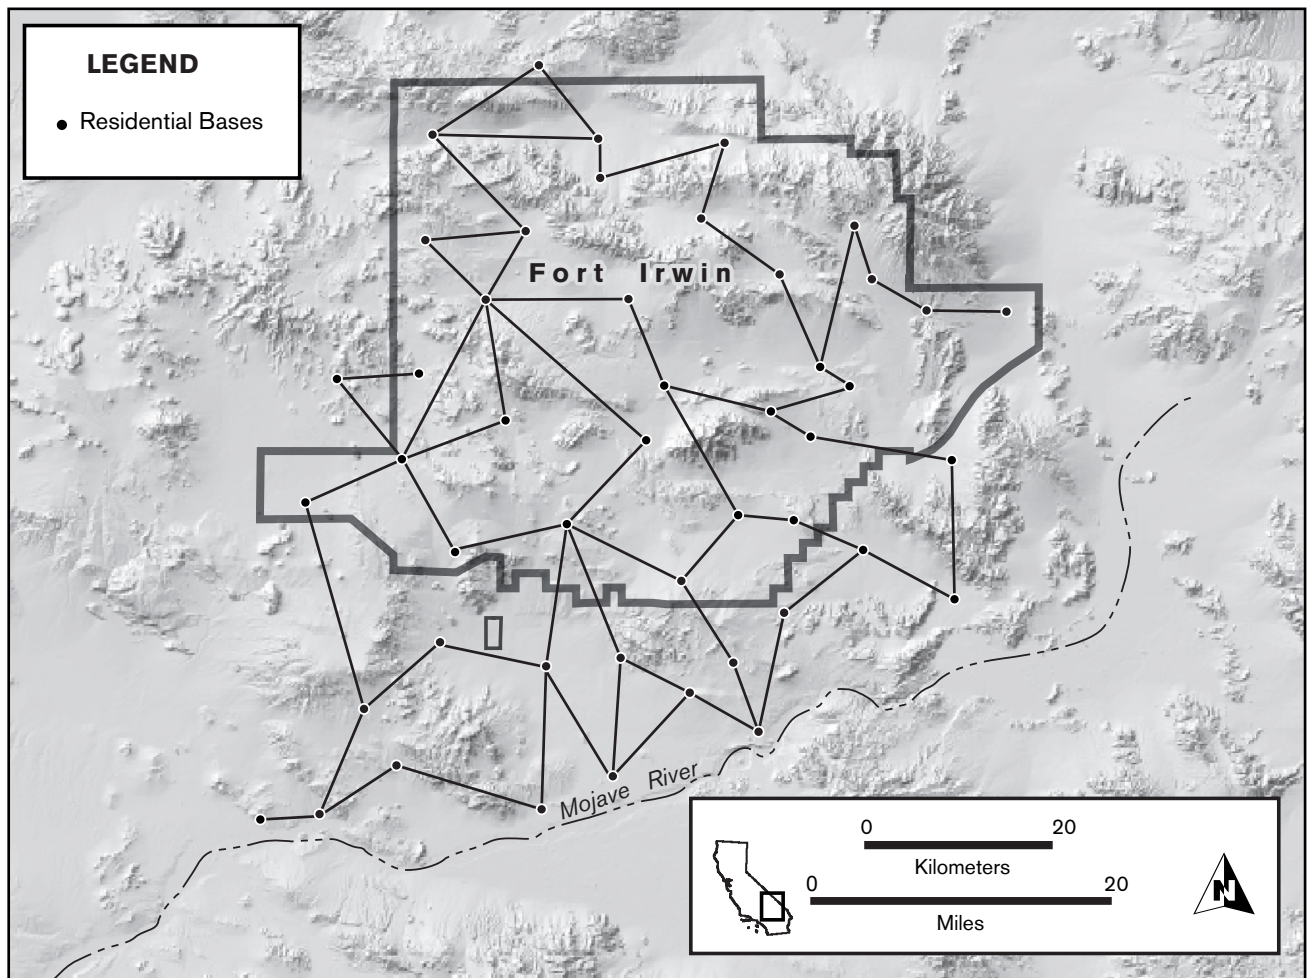 LEGEND
Residential Bases
Fort Irwin
Mojave River
0 20
Kilometers
0 20
Miles
N